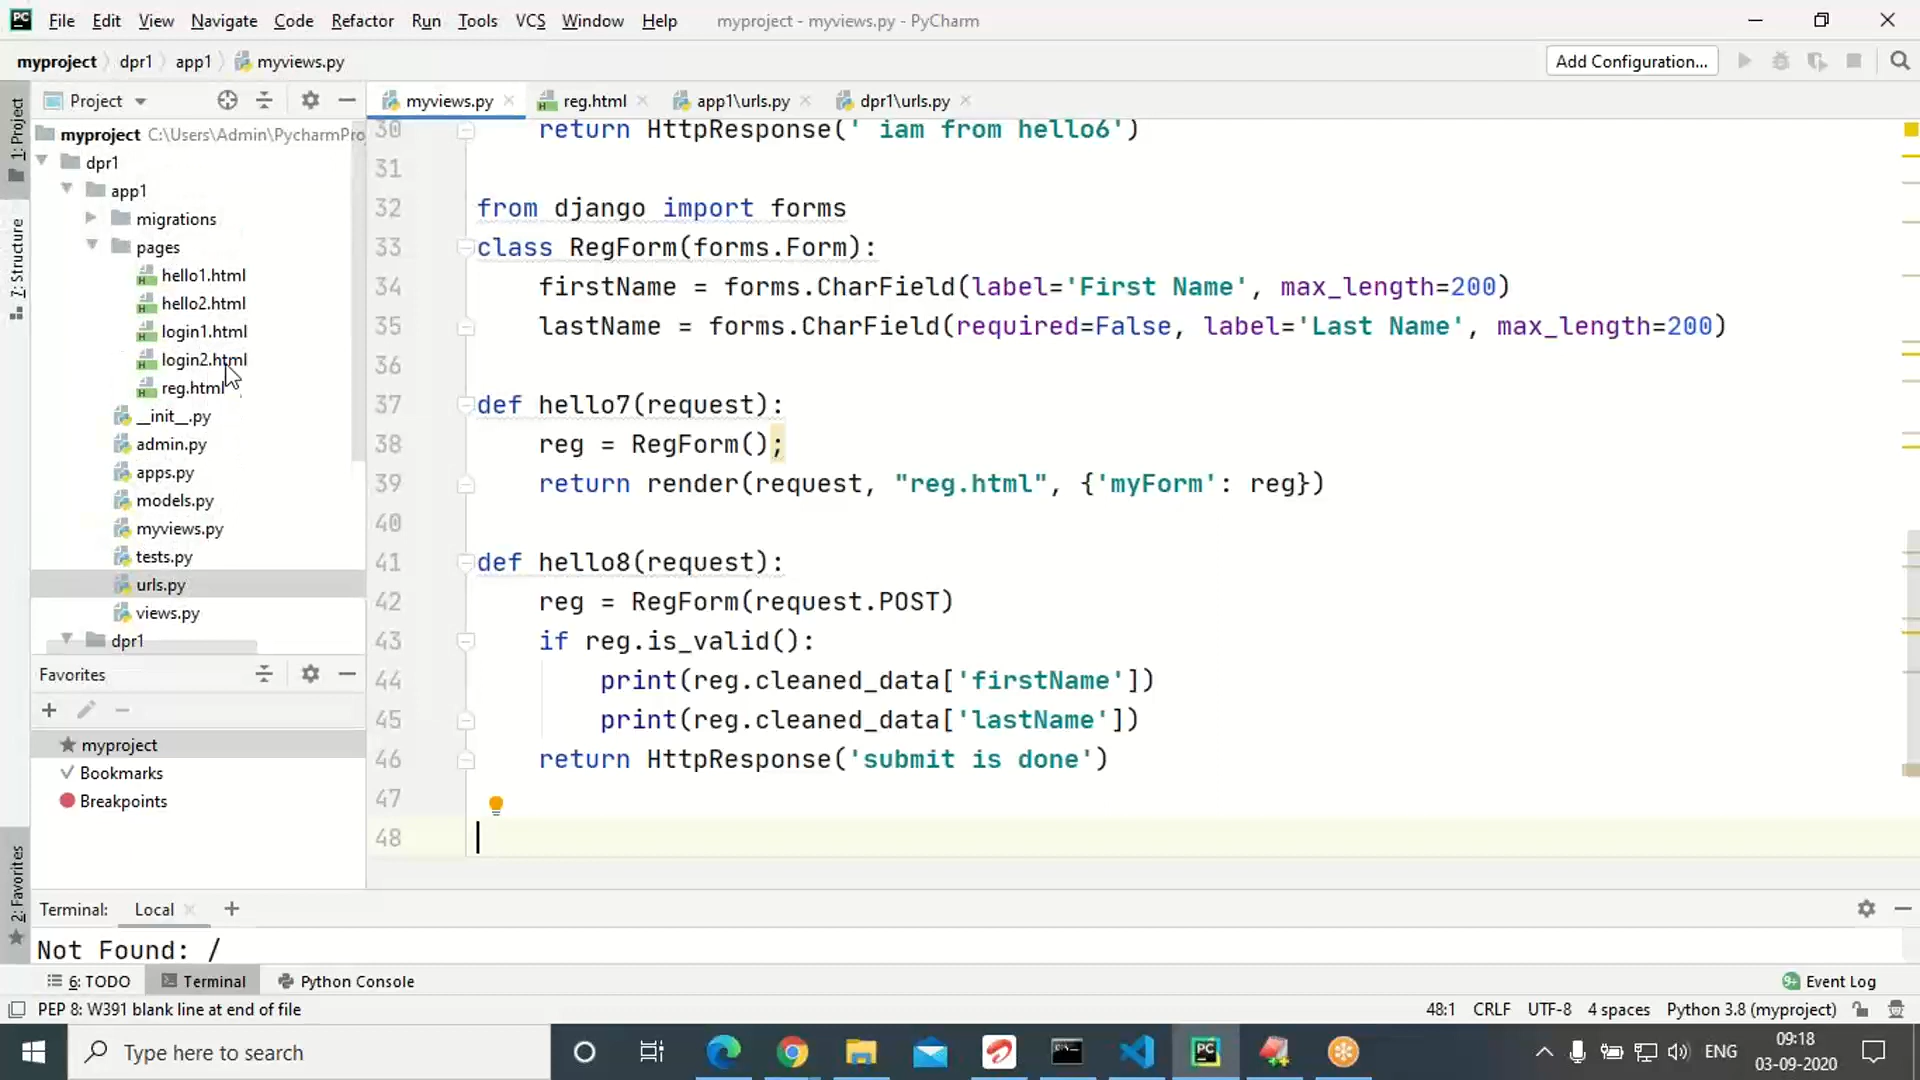 PC File Edit View Navigate Code Refactor Run Tools VCS Window Help myproject - myviews.py - PyCharm
myproject dpr1 app1 myviews.py Add Configuration...
1: Project
7: Structure
2: Favorites
Project
myproject C:\Users\Admin\PycharmPro
dpr1
app1
migrations
pages
hello1.html
hello2.html
login1.html
login2.html
reg.html
__init__.py
admin.py
apps.py
models.py
myviews.py
tests.py
urls.py
views.py
dpr1
Favorites
myproject
Bookmarks
Breakpoints
myviews.py reg.html app1\urls.py dpr1\urls.py
30 return HttpResponse(' iam from hello6')
31
32 from django import forms
33 class RegForm(forms.Form):
34 firstName = forms.CharField(label='First Name', max_length=200)
35 lastName = forms.CharField(required=False, label='Last Name', max_length=200)
36
37 def hello7(request):
38 reg = RegForm();
39 return render(request, "reg.html", {'myForm': reg})
40
41 def hello8(request):
42 reg = RegForm(request.POST)
43 if reg.is_valid():
44 print(reg.cleaned_data['firstName'])
45 print(reg.cleaned_data['lastName'])
46 return HttpResponse('submit is done')
47
48
Terminal: Local
Not Found: /
6: TODO Terminal Python Console Event Log
PEP 8: W391 blank line at end of file 48:1 CRLF UTF-8 4 spaces Python 3.8 (myproject)
Type here to search PC ENG 09:18
03-09-2020